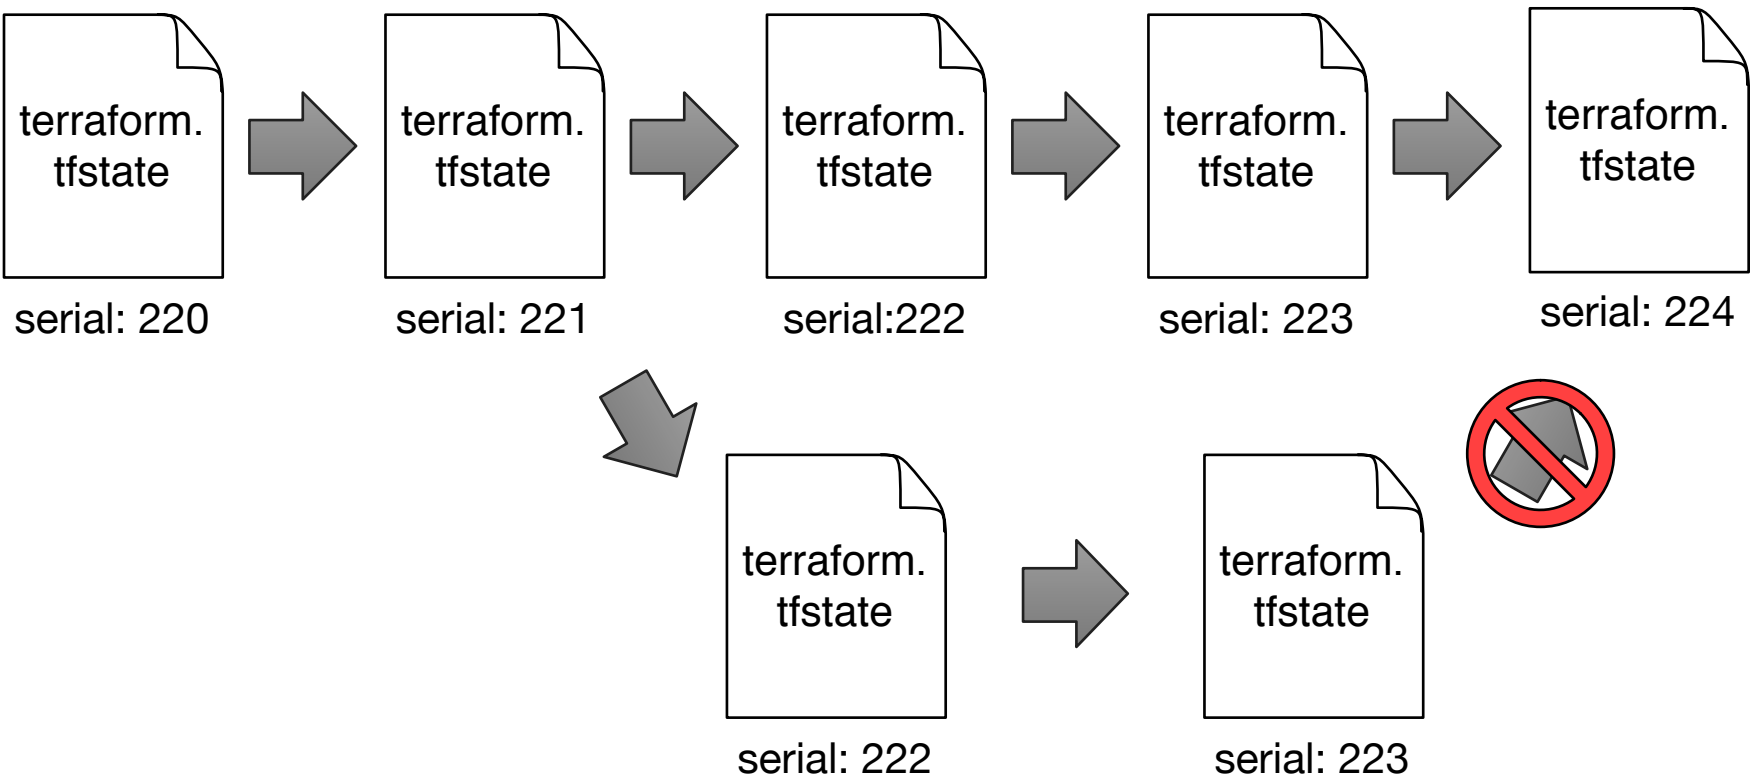 terraform.
tfstate
serial: 220
terraform.
tfstate
serial: 221
terraform.
tfstate
serial:222
terraform.
tfstate
serial: 223
terraform.
tfstate
serial: 224
terraform.
tfstate
serial: 222
terraform.
tfstate
serial: 223